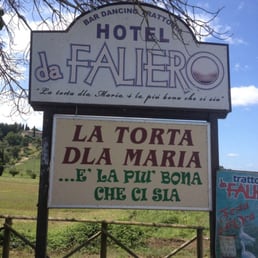 BAR DANCING TRATTORIA
HOTEL
da FALIERO
"La torta dla Maria 's la più bona che ci sia"
LA TORTA
DLA MARIA
...E' LA PIU' BONA
CHE CI SIA
tratto
da FALI